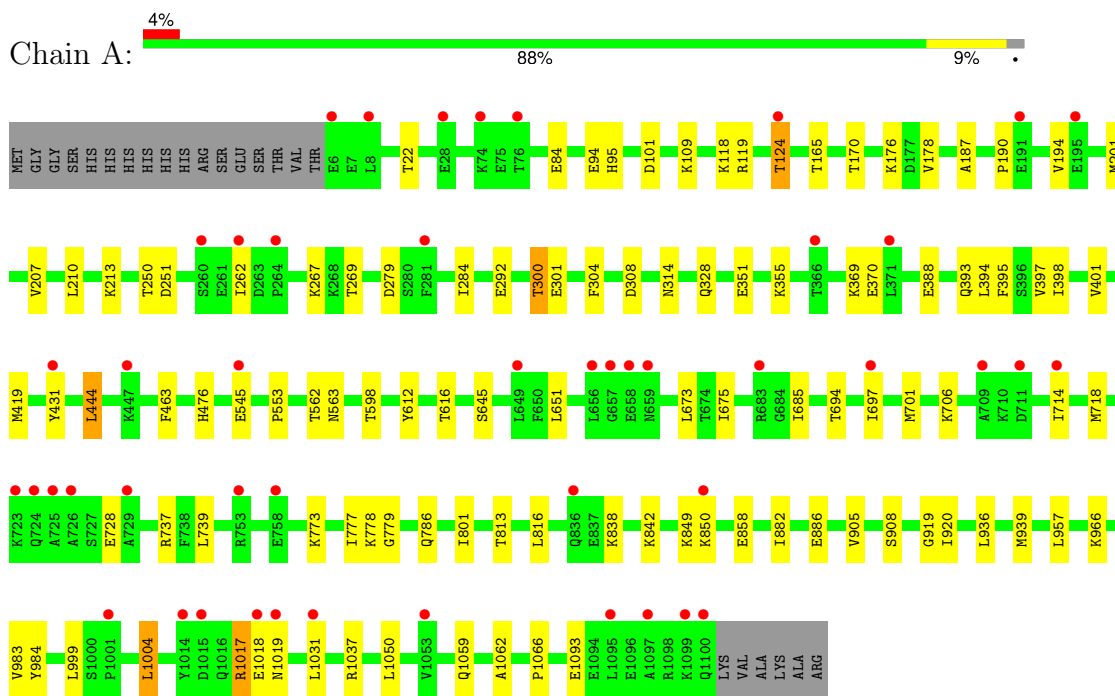 4%
Chain A:
88% 9% •
MET GLY GLY SER HIS HIS HIS HIS HIS HIS ARG SER GLU SER THR VAL THR E6 E7 L8 T22 E28 K74 E75 T76 E84 E94 H95 D101 K109 K118 R119 T124 T165 T170 K176 D177 V178 A187 P190 E191 V194 E195
V207 L210 K213 T250 D251 S260 E261 I262 D263 P264 K267 K268 T269 D279 S280 F281 I284 E292 T300 E301 F304 D308 N314 Q328 E351 K355 T366 K369 E370 L371 E388 Q393 L394 F395 S396 V397 I398 V401
M419 Y431 L444 K447 F463 H476 E545 P553 T562 N563 T598 Y612 T616 S645 L649 F650 L651 L656 G657 E658 N659 L673 T674 I675 R683 G684 I685 T694 I697 M701 K706 A709 K710 D711 I714 M718
K723 Q724 A725 A726 S727 E728 A729 R737 F738 L739 R753 E758 K773 I777 K778 G779 Q786 I801 T813 L816 Q836 E837 K838 K842 K849 K850 E858 I882 E886 V905 S908 G919 I920 L936 M939 L957 K966
V983 Y984 L999 S1000 P1001 L1004 Y1014 D1015 Q1016 R1017 E1018 N1019 L1031 R1037 L1050 V1053 Q1059 A1062 P1066 E1093 E1094 L1095 E1096 A1097 R1098 K1099 Q1100 LYS VAL ALA LYS ALA ARG